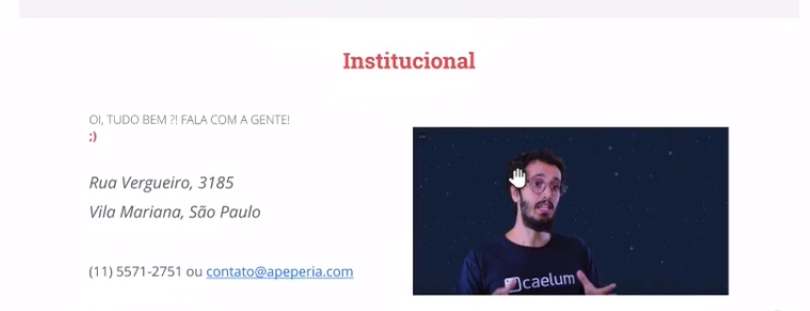 Institucional
OI, TUDO BEM ?! FALA COM A GENTE!
;)
Rua Vergueiro, 3185
Vila Mariana, São Paulo
(11) 5571-2751 ou contato@apeperia.com
caelum